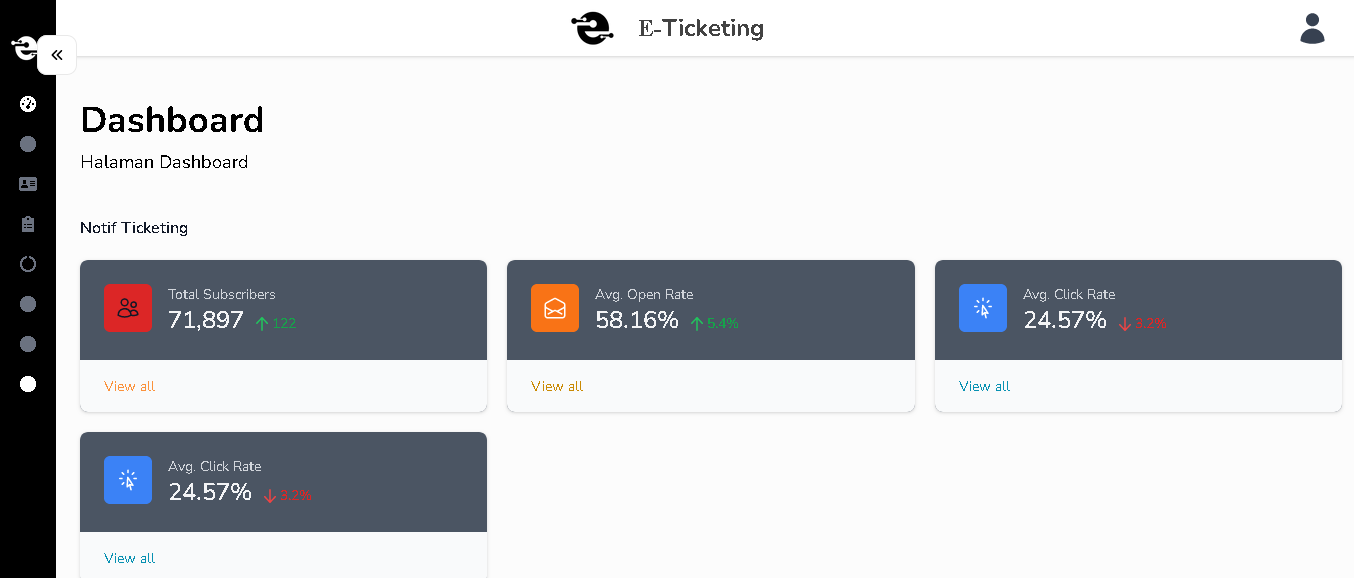 E-Ticketing
Dashboard
Halaman Dashboard
Notif Ticketing
Total Subscribers
71,897 122
View all
Avg. Open Rate
58.16% 5.4%
View all
Avg. Click Rate
24.57% 3.2%
View all
Avg. Click Rate
24.57% 3.2%
View all